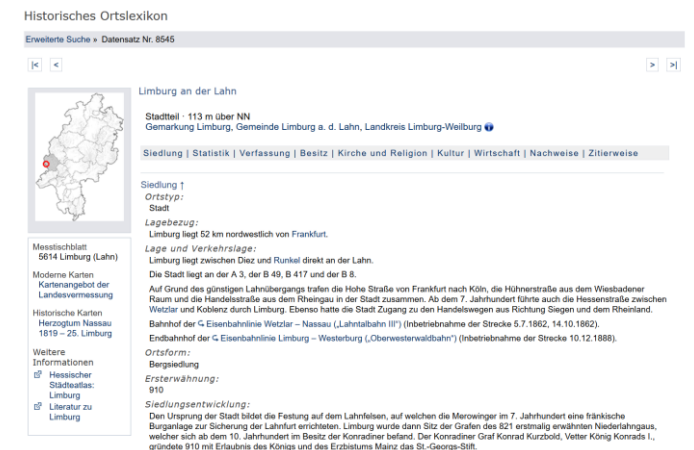 Historisches Ortslexikon
Erweiterte Suche » Datensatz Nr. 8545
|< < > >|
Limburg an der Lahn
Stadtteil · 113 m über NN
Gemarkung Limburg, Gemeinde Limburg a. d. Lahn, Landkreis Limburg-Weilburg
Siedlung | Statistik | Verfassung | Besitz | Kirche und Religion | Kultur | Wirtschaft | Nachweise | Zitierweise
Siedlung ↑
Ortstyp:
Stadt
Lagebezug:
Limburg liegt 52 km nordwestlich von Frankfurt.
Lage und Verkehrslage:
Limburg liegt zwischen Diez und Runkel direkt an der Lahn.
Die Stadt liegt an der A 3, der B 49, B 417 und der B 8.
Auf Grund des günstigen Lahnübergangs trafen die Hohe Straße von Frankfurt nach Köln, die Hühnerstraße aus dem Wiesbadener
Raum und die Handelsstraße aus dem Rheingau in der Stadt zusammen. Ab dem 7. Jahrhundert führte auch die Hessenstraße zwischen
Wetzlar und Koblenz durch Limburg. Ebenso hatte die Stadt Zugang zu den Handelswegen aus Richtung Siegen und dem Rheinland.
Bahnhof der Eisenbahnlinie Wetzlar – Nassau („Lahntalbahn III") (Inbetriebnahme der Strecke 5.7.1862, 14.10.1862).
Endbahnhof der Eisenbahnlinie Limburg – Westerburg („Oberwesterwaldbahn") (Inbetriebnahme der Strecke 10.12.1888).
Ortsform:
Bergsiedlung
Ersterwähnung:
910
Siedlungsentwicklung:
Den Ursprung der Stadt bildet die Festung auf dem Lahnfelsen, auf welchen die Merowinger im 7. Jahrhundert eine fränkische
Burganlage zur Sicherung der Lahnfurt errichteten. Limburg wurde dann Sitz der Grafen des 821 erstmalig erwähnten Niederlahngaus,
welcher sich ab dem 10. Jahrhundert im Besitz der Konradiner befand. Der Konradiner Graf Konrad Kurzbold, Vetter König Konrads I.,
gründete 910 mit Erlaubnis des Königs und des Erzbistums Mainz das St.-Georgs-Stift.
Messtischblatt
5614 Limburg (Lahn)
Moderne Karten
Kartenangebot der
Landesvermessung
Historische Karten
Herzogtum Nassau
1819 – 25. Limburg
Weitere
Informationen
Hessischer
Städteatlas:
Limburg
Literatur zu
Limburg